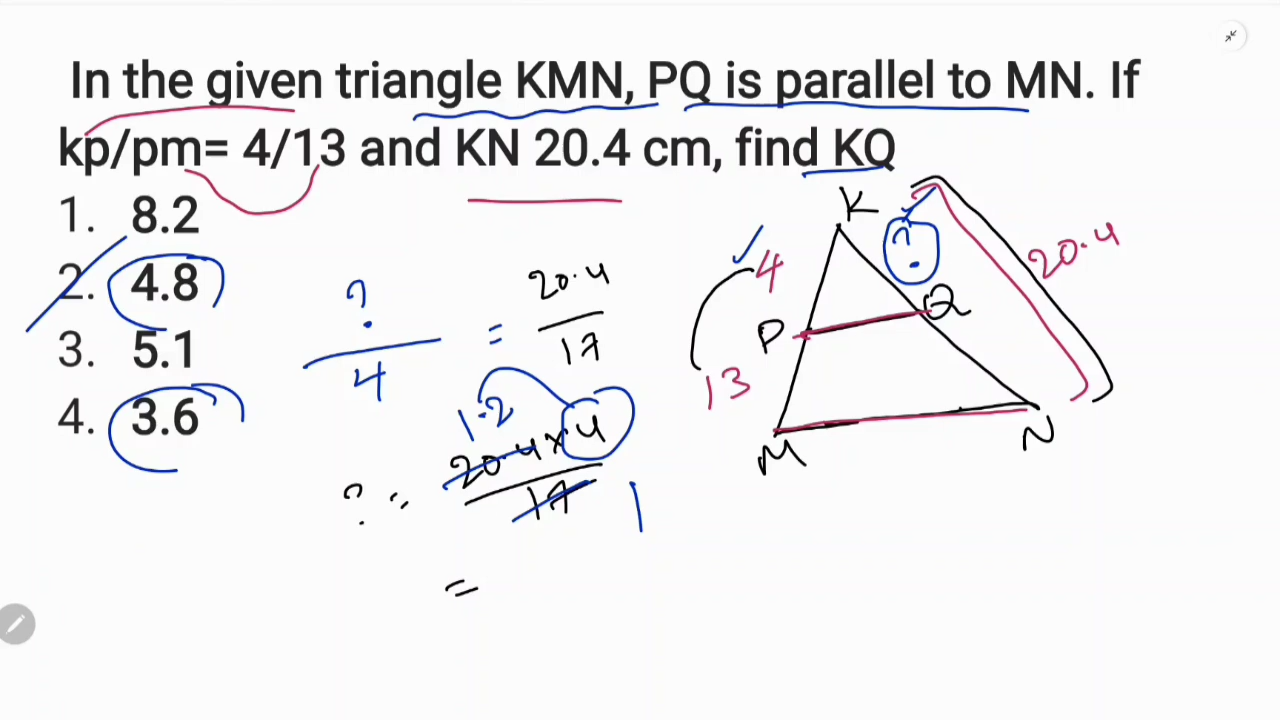 In the given triangle KMN, PQ is parallel to MN. If
kp/pm= 4/13 and KN 20.4 cm, find KQ
1. 8.2
2. 4.8
3. 5.1
4. 3.6
? / 4 = 20.4 / 17
1.2
? = 20.4 x 4 / 17 1
=
K
?
4
20.4
P
Q
13
M
N